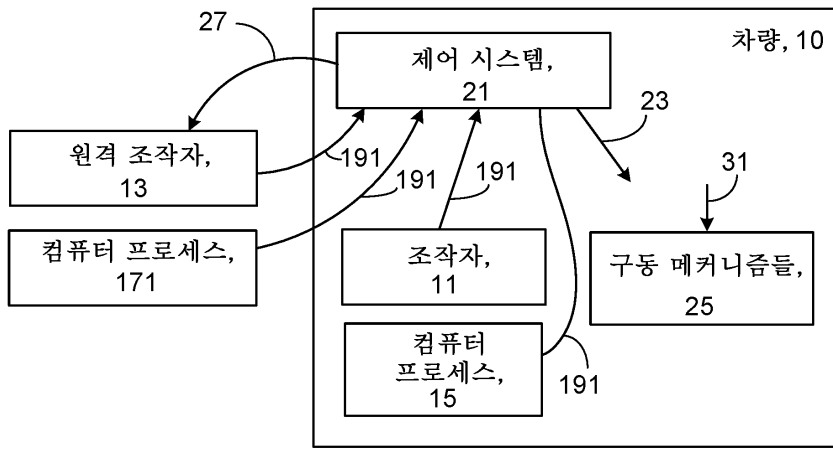 27
차량, 10
제어 시스템,
21
23
원격 조작자,
13
191
191
191
31
컴퓨터 프로세스,
171
조작자,
11
구동 메커니즘들,
25
컴퓨터
프로세스,
15
191